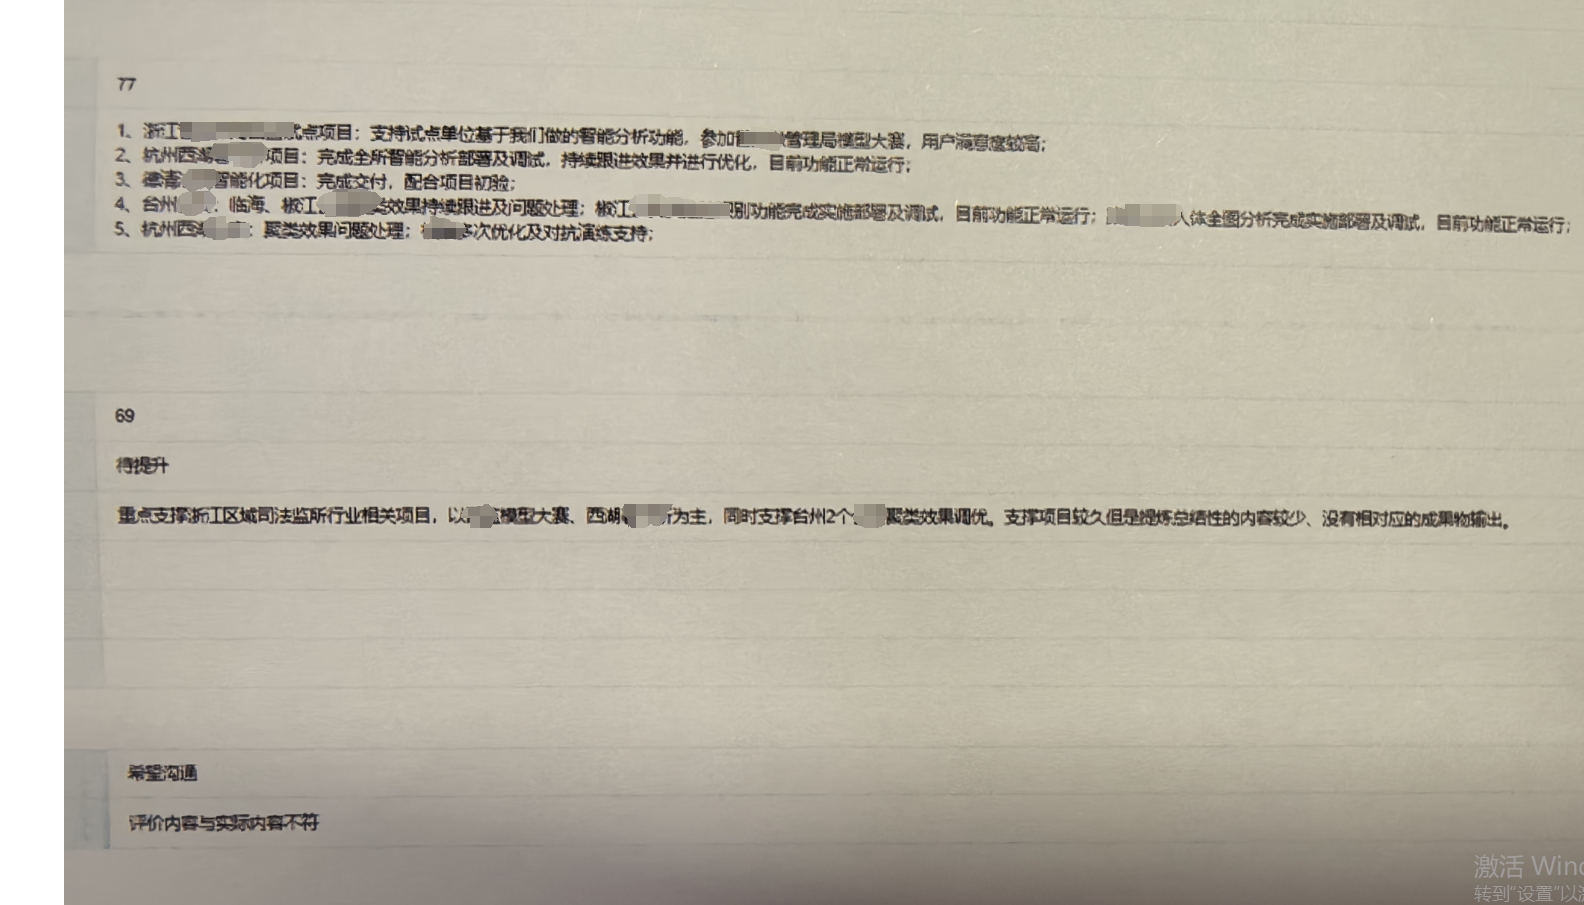 77
1、浙江 试点项目：支持试点单位基于我们做的智能分析功能，参加 管理局模型大赛，用户满意度较高；
2、杭州西湖 项目：完成全所智能分析部署及调试，持续跟进效果并进行优化，目前功能正常运行；
3、德清 智能化项目：完成交付，配合项目初验；
4、台州 、临海、椒江 类效果持续跟进及问题处理；椒江 识别功能完成实施部署及调试，目前功能正常运行； 人体全图分析完成实施部署及调试，目前功能正常运行；
5、杭州西湖 ：聚类效果问题处理； 多次优化及对抗演练支持；
69
待提升
重点支撑浙江区域司法监所行业相关项目，以 模型大赛、西湖 所为主，同时支撑台州2个 聚类效果调优。支撑项目较久但是提炼总结性的内容较少、没有相对应的成果物输出。
希望沟通
评价内容与实际内容不符
激活 Wind
转到"设置"以